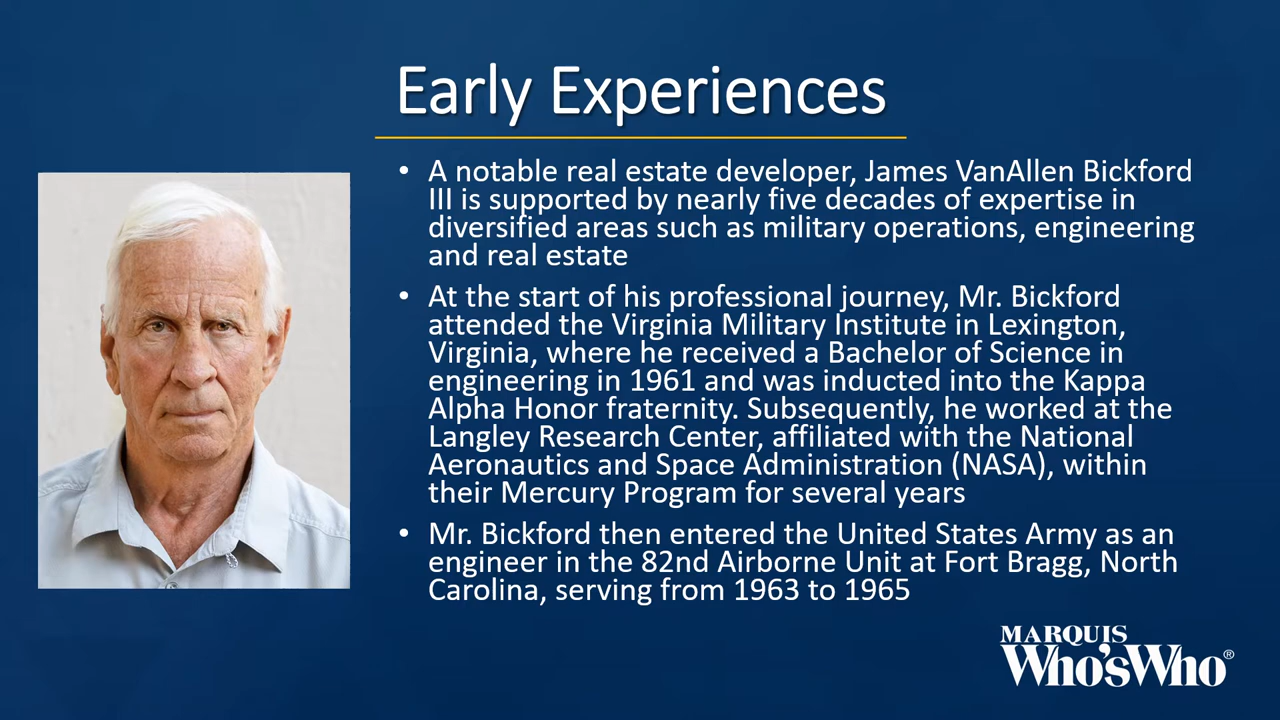 Early Experiences
• A notable real estate developer, James VanAllen Bickford
III is supported by nearly five decades of expertise in
diversified areas such as military operations, engineering
and real estate
• At the start of his professional journey, Mr. Bickford
attended the Virginia Military Institute in Lexington,
Virginia, where he received a Bachelor of Science in
engineering in 1961 and was inducted into the Kappa
Alpha Honor fraternity. Subsequently, he worked at the
Langley Research Center, affiliated with the National
Aeronautics and Space Administration (NASA), within
their Mercury Program for several years
• Mr. Bickford then entered the United States Army as an
engineer in the 82nd Airborne Unit at Fort Bragg, North
Carolina, serving from 1963 to 1965
MARQUIS
Who'sWho®